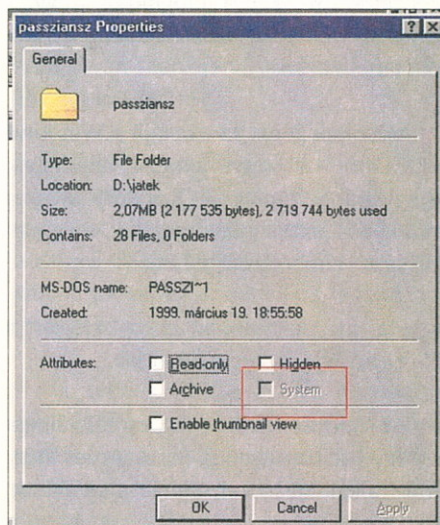 passziansz Properties
General
passziansz
Type: File Folder
Location: D:\jatek
Size: 2,07MB (2 177 535 bytes), 2 719 744 bytes used
Contains: 28 Files, 0 Folders
MS-DOS name: PASSZI~1
Created: 1999. március 19. 18:55:58
Attributes: Read-only Hidden
Archive System
Enable thumbnail view
OK Cancel Apply